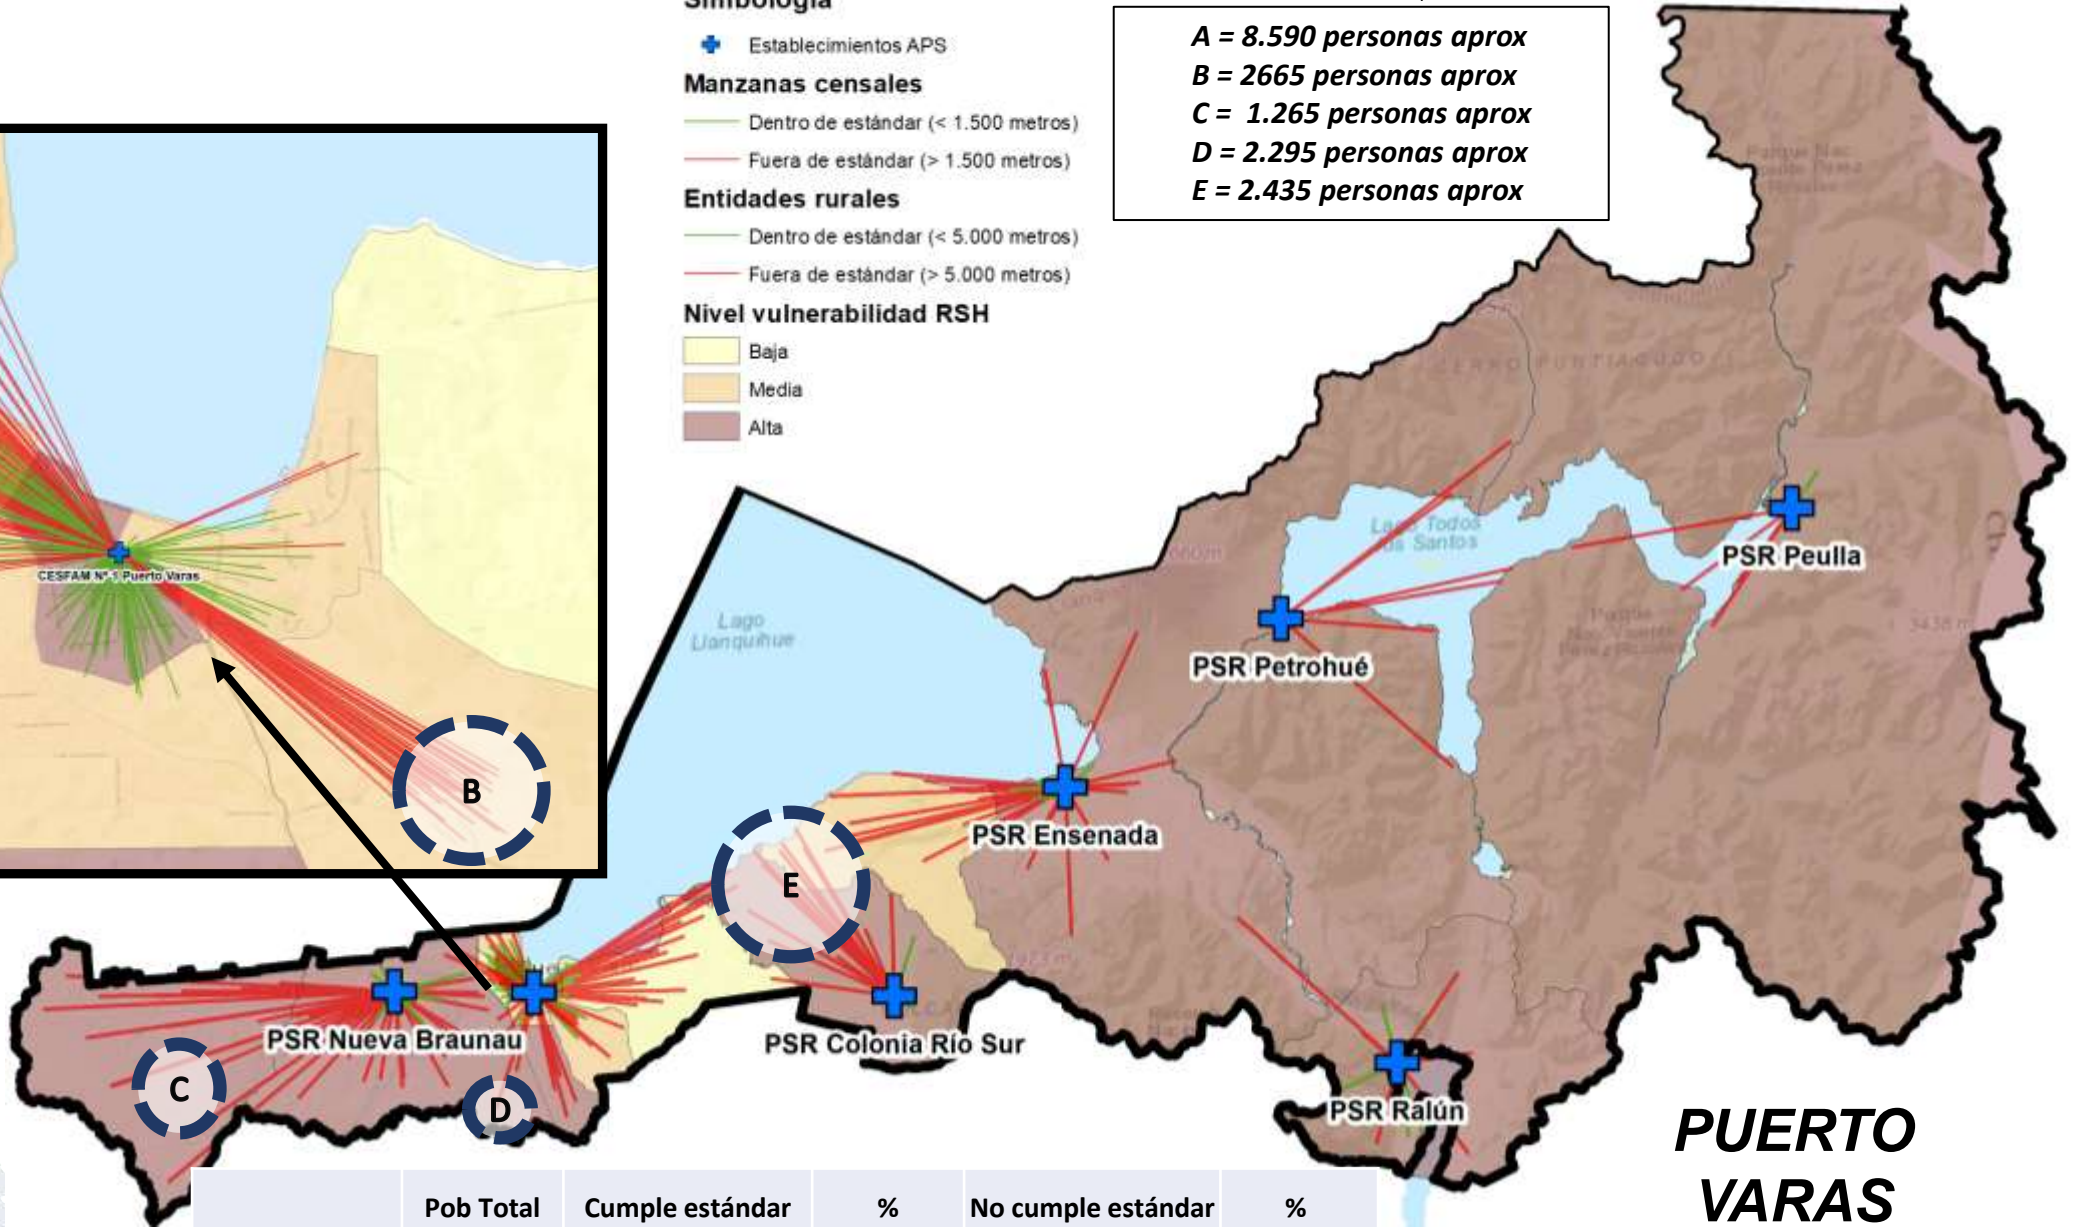 Simbología
Establecimientos APS
Manzanas censales
Dentro de estándar (< 1.500 metros)
Fuera de estándar (> 1.500 metros)
Entidades rurales
Dentro de estándar (< 5.000 metros)
Fuera de estándar (> 5.000 metros)
Nivel vulnerabilidad RSH
Baja
Media
Alta
A = 8.590 personas aprox
B = 2665 personas aprox
C = 1.265 personas aprox
D = 2.295 personas aprox
E = 2.435 personas aprox
CERRO PUNTIAGUDO
Lago Todos
los Santos
PSR Peulla
CESFAM N° 1 Puerto Varas
Lago
Llanquihue
PSR Petrohué
3438 m
B
PSR Ensenada
E
PSR Nueva Braunau
PSR Colonia Río Sur
C
D
PSR Ralún
PUERTO
VARAS
Pob Total Cumple estándar % No cumple estándar %